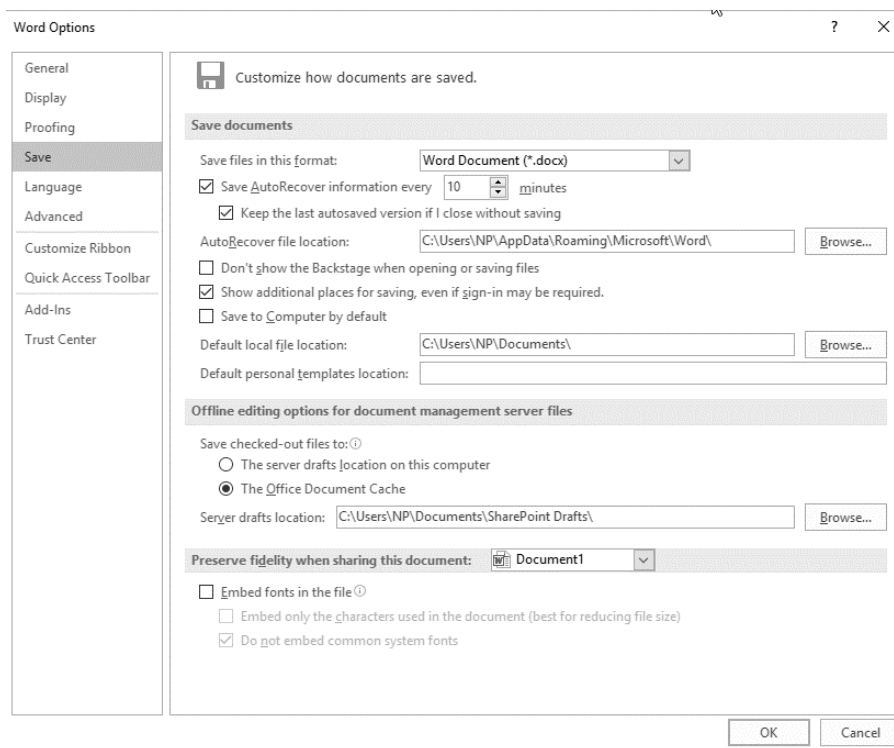 Word Options
?
General
Display
Proofing
Save
Language
Advanced
Customize Ribbon
Quick Access Toolbar
Add-Ins
Trust Center
Customize how documents are saved.
Save documents
Save files in this format: Word Document (*.docx)
Save AutoRecover information every 10 minutes
Keep the last autosaved version if I close without saving
AutoRecover file location: C:\Users\NP\AppData\Roaming\Microsoft\Word\ Browse...
Don't show the Backstage when opening or saving files
Show additional places for saving, even if sign-in may be required.
Save to Computer by default
Default local file location: C:\Users\NP\Documents\ Browse...
Default personal templates location:
Offline editing options for document management server files
Save checked-out files to:
The server drafts location on this computer
The Office Document Cache
Server drafts location: C:\Users\NP\Documents\SharePoint Drafts\ Browse...
Preserve fidelity when sharing this document: Document1
Embed fonts in the file
Embed only the characters used in the document (best for reducing file size)
Do not embed common system fonts
OK Cancel